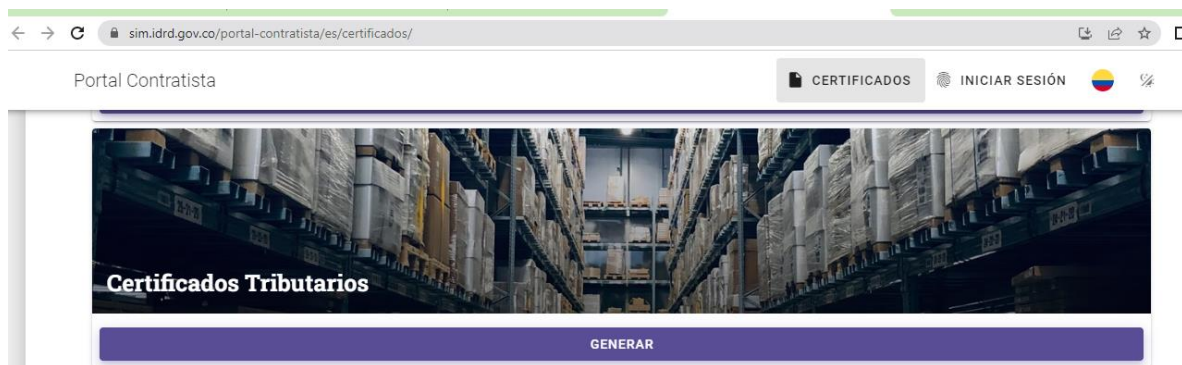 sim.idrd.gov.co/portal-contratista/es/certificados/
Portal Contratista
CERTIFICADOS
INICIAR SESIÓN
Certificados Tributarios
GENERAR